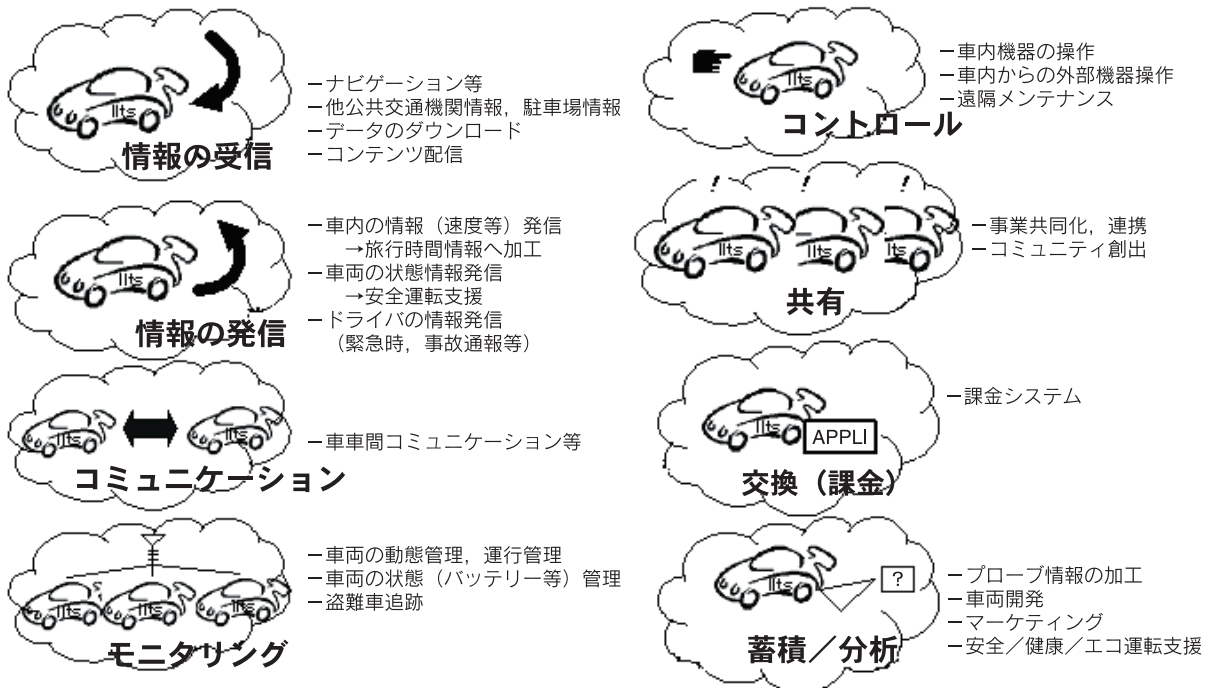 IIts
情報の受信
－ナビゲーション等
－他公共交通機関情報，駐車場情報
－データのダウンロード
－コンテンツ配信
IIts
情報の発信
－車内の情報（速度等）発信
→旅行時間情報へ加工
－車両の状態情報発信
→安全運転支援
－ドライバの情報発信
（緊急時，事故通報等）
IIts IIts
コミュニケーション
－車車間コミュニケーション等
IIts IIts IIts
モニタリング
－車両の動態管理，運行管理
－車両の状態（バッテリー等）管理
－盗難車追跡
IIts
コントロール
－車内機器の操作
－車内からの外部機器操作
－遠隔メンテナンス
! ! !
IIts IIts IIts
共有
－事業共同化，連携
－コミュニティ創出
IIts
APPLI
交換（課金）
－課金システム
IIts
?
蓄積／分析
－プローブ情報の加工
－車両開発
－マーケティング
－安全／健康／エコ運転支援